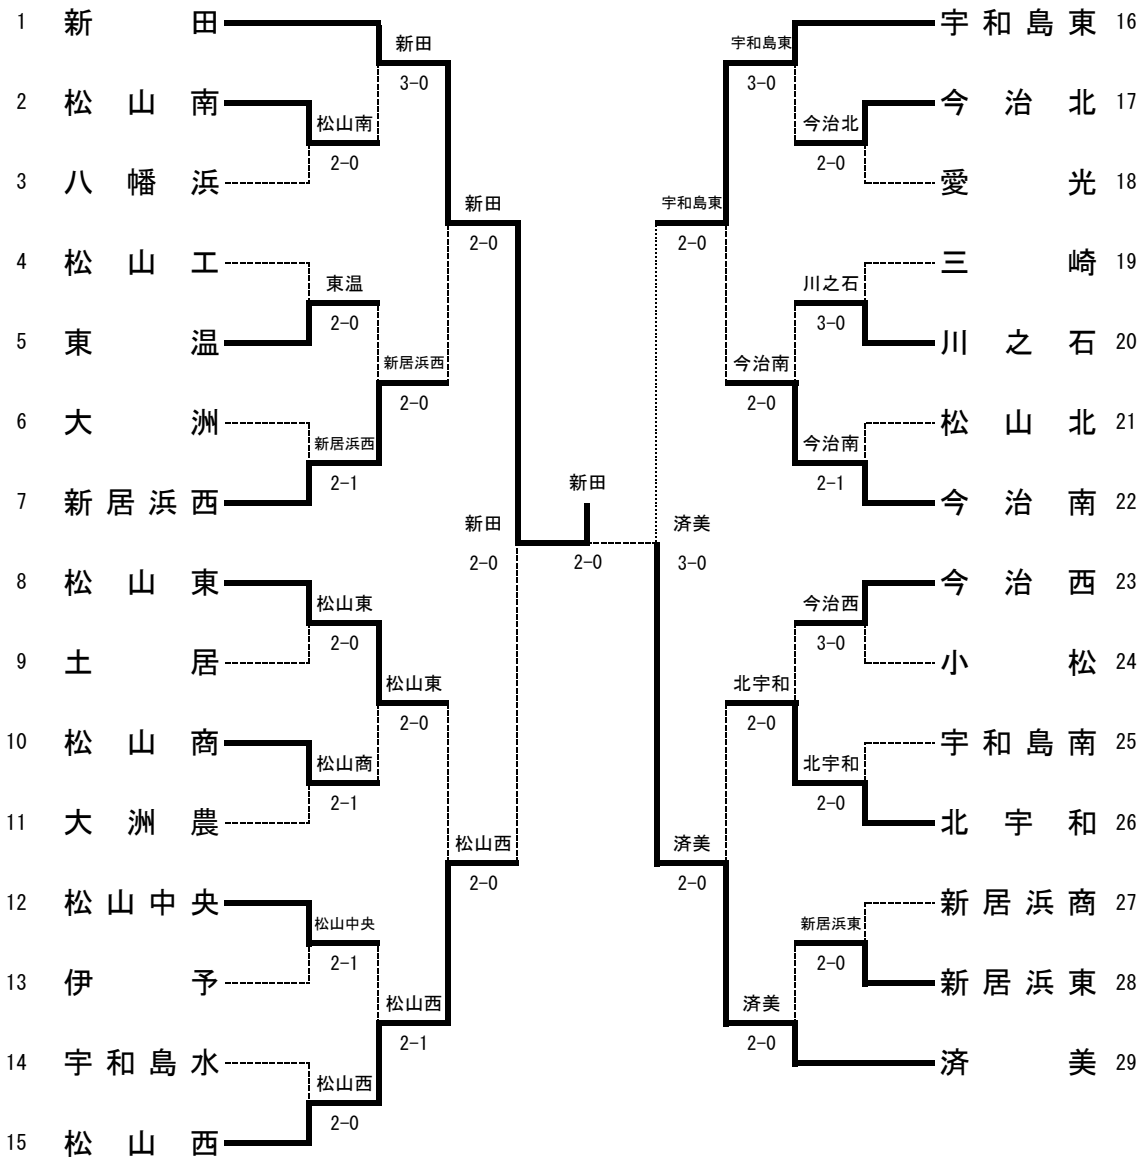 1 新田
2 松山南
3 八幡浜
4 松山工
5 東温
6 大洲
7 新居浜西
8 松山東
9 土居
10 松山商
11 大洲農
12 松山中央
13 伊予
14 宇和島水
15 松山西
松山南
2-0
東温
2-0
新居浜西
2-1
松山東
2-0
松山商
2-1
松山中央
2-1
松山西
2-0
新田
3-0
新居浜西
2-0
松山東
2-0
松山西
2-1
新田
2-0
松山西
2-0
新田
2-0
新田
2-0
済美
3-0
宇和島東
2-0
済美
2-0
宇和島東
3-0
今治南
2-0
北宇和
2-0
済美
2-0
今治北
2-0
川之石
3-0
今治南
2-1
今治西
3-0
北宇和
2-0
新居浜東
2-0
宇和島東 16
今治北 17
愛光 18
三崎 19
川之石 20
松山北 21
今治南 22
今治西 23
小松 24
宇和島南 25
北宇和 26
新居浜商 27
新居浜東 28
済美 29